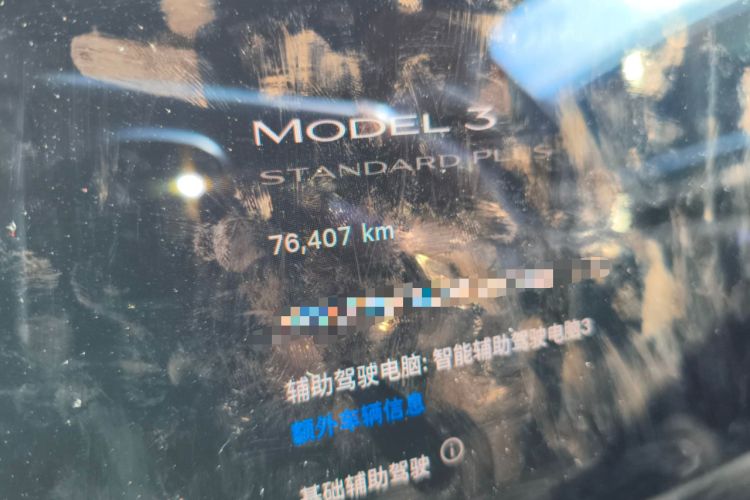 MODEL 3
STANDARD PLUS
76,407 km
辅助驾驶电脑: 智能辅助驾驶电脑3
额外车辆信息
基础辅助驾驶